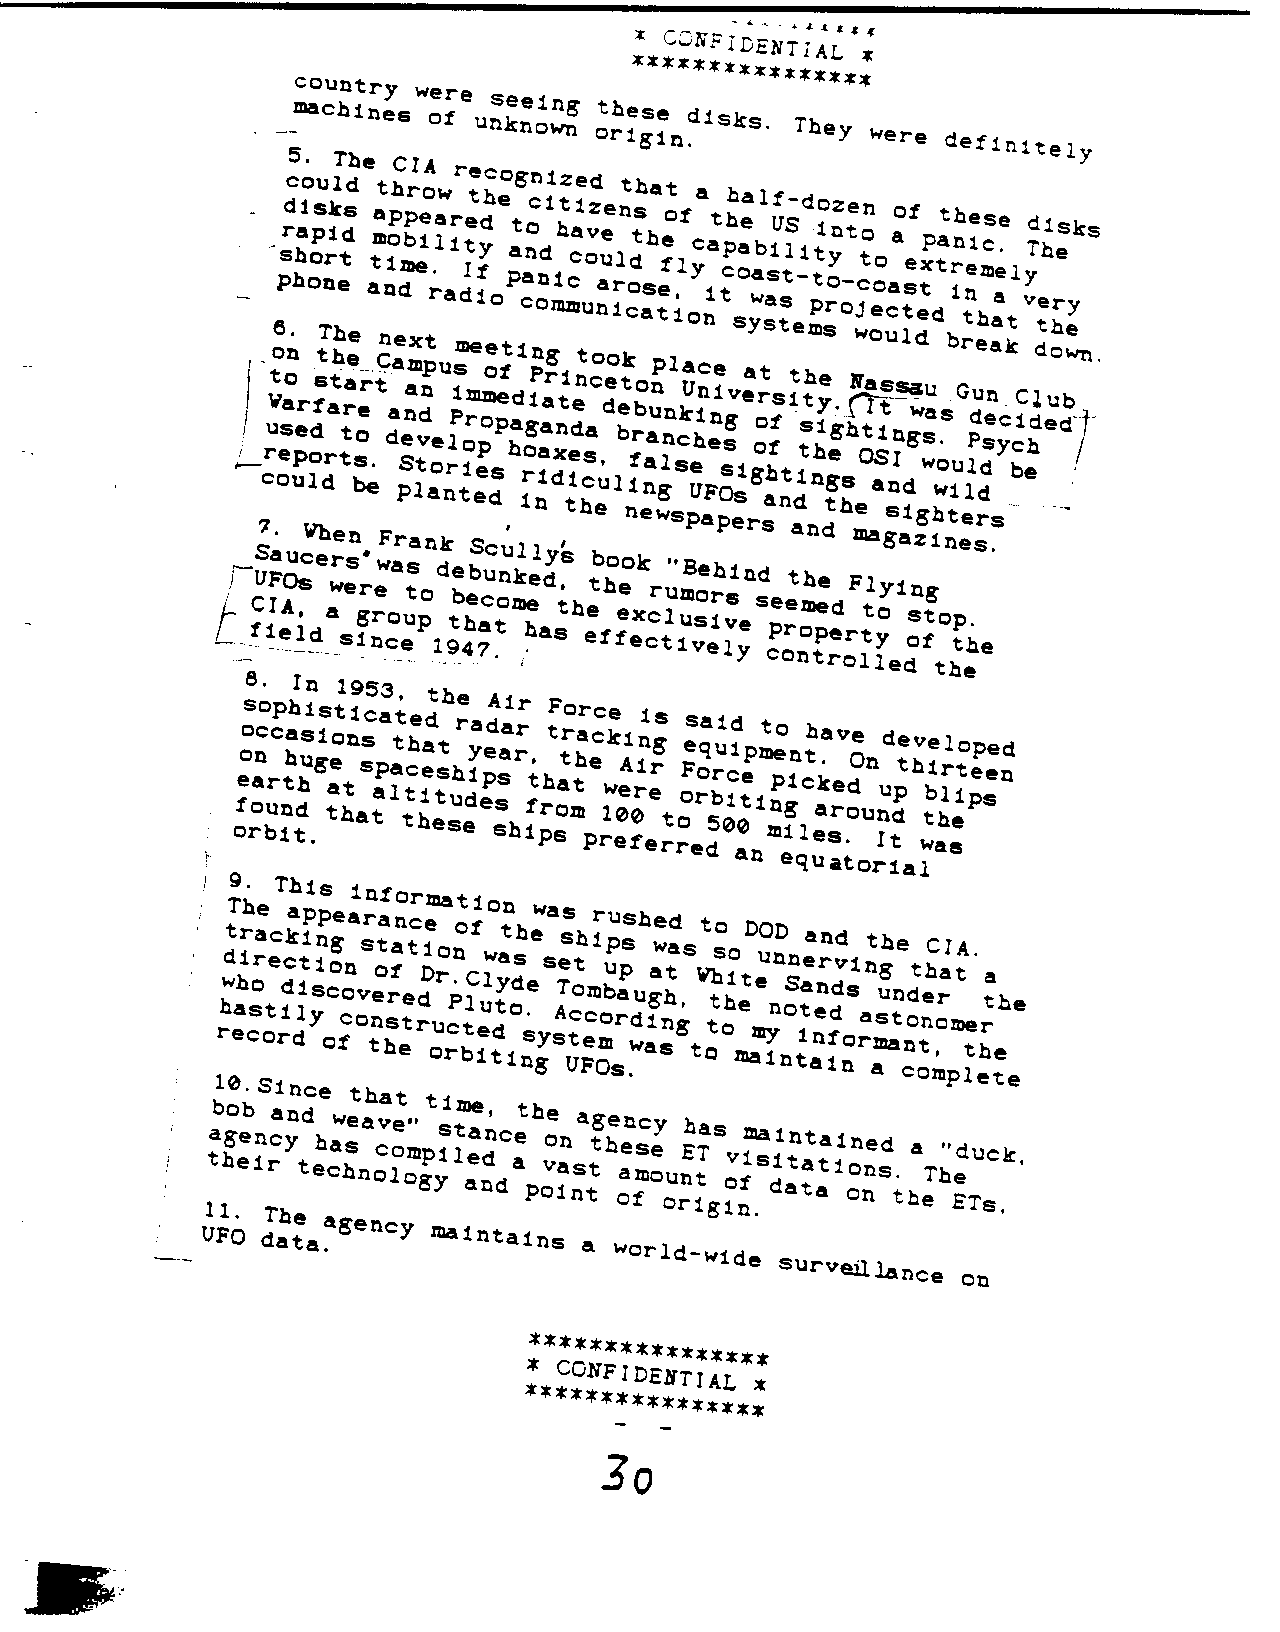 * CONFIDENTIAL *
****************
country were seeing these disks. They were definitely
machines of unknown origin.
5. The CIA recognized that a half-dozen of these disks
could throw the citizens of the US into a panic. The
disks appeared to have the capability to extremely
rapid mobility and could fly coast-to-coast in a very
short time. If panic arose, it was projected that the
phone and radio communication systems would break down.
6. The next meeting took place at the Nassau Gun Club
on the Campus of Princeton University. It was decided
to start an immediate debunking of sightings. Psych
Warfare and Propaganda branches of the OSI would be
used to develop hoaxes, false sightings and wild
reports. Stories ridiculing UFOs and the sighters
could be planted in the newspapers and magazines.
7. When Frank Scully's book "Behind the Flying
Saucers" was debunked, the rumors seemed to stop.
UFOs were to become the exclusive property of the
CIA, a group that has effectively controlled the
field since 1947.
8. In 1953, the Air Force is said to have developed
sophisticated radar tracking equipment. On thirteen
occasions that year, the Air Force picked up blips
on huge spaceships that were orbiting around the
earth at altitudes from 100 to 500 miles. It was
found that these ships preferred an equatorial
orbit.
9. This information was rushed to DOD and the CIA.
The appearance of the ships was so unnerving that a
tracking station was set up at White Sands under the
direction of Dr.Clyde Tombaugh, the noted astonomer
who discovered Pluto. According to my informant, the
hastily constructed system was to maintain a complete
record of the orbiting UFOs.
10.Since that time, the agency has maintained a "duck,
bob and weave" stance on these ET visitations. The
agency has compiled a vast amount of data on the ETs,
their technology and point of origin.
11. The agency maintains a world-wide surveillance on
UFO data.
****************
* CONFIDENTIAL *
****************
30